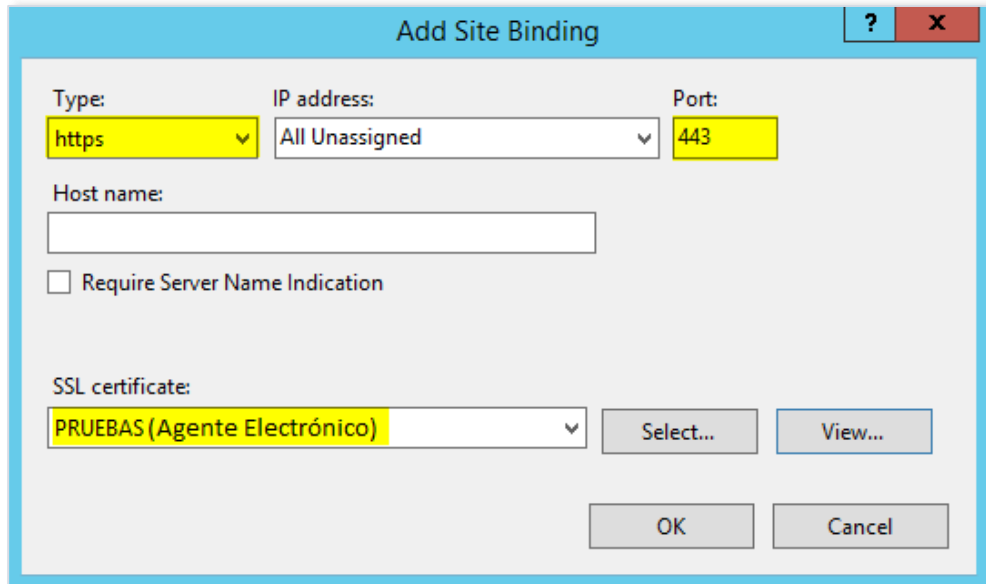 Add Site Binding
? x
Type: IP address: Port:
https All Unassigned 443
Host name:
Require Server Name Indication
SSL certificate:
PRUEBAS (Agente Electrónico) Select... View...
OK Cancel